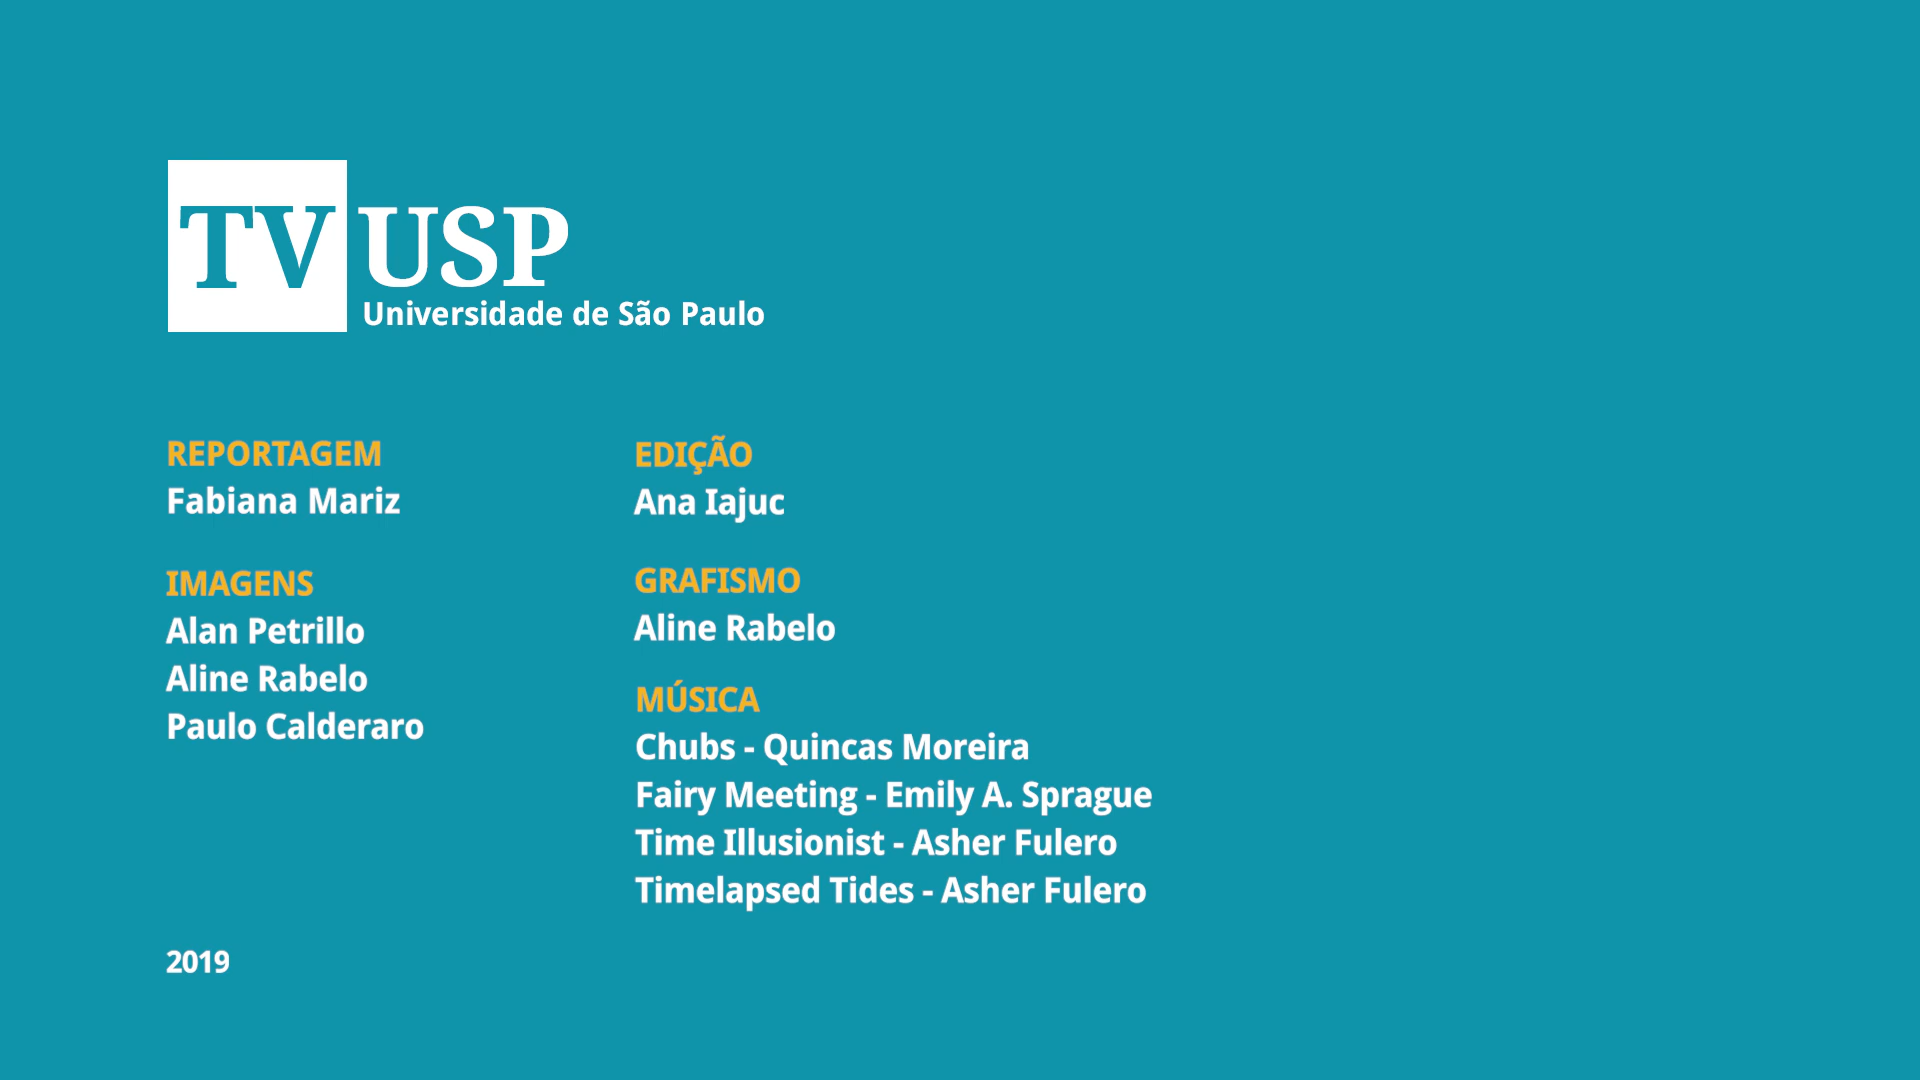 TV USP
Universidade de São Paulo
REPORTAGEM
Fabiana Mariz
IMAGENS
Alan Petrillo
Aline Rabelo
Paulo Calderaro
EDIÇÃO
Ana Iajuc
GRAFISMO
Aline Rabelo
MÚSICA
Chubs - Quincas Moreira
Fairy Meeting - Emily A. Sprague
Time Illusionist - Asher Fulero
Timelapsed Tides - Asher Fulero
2019